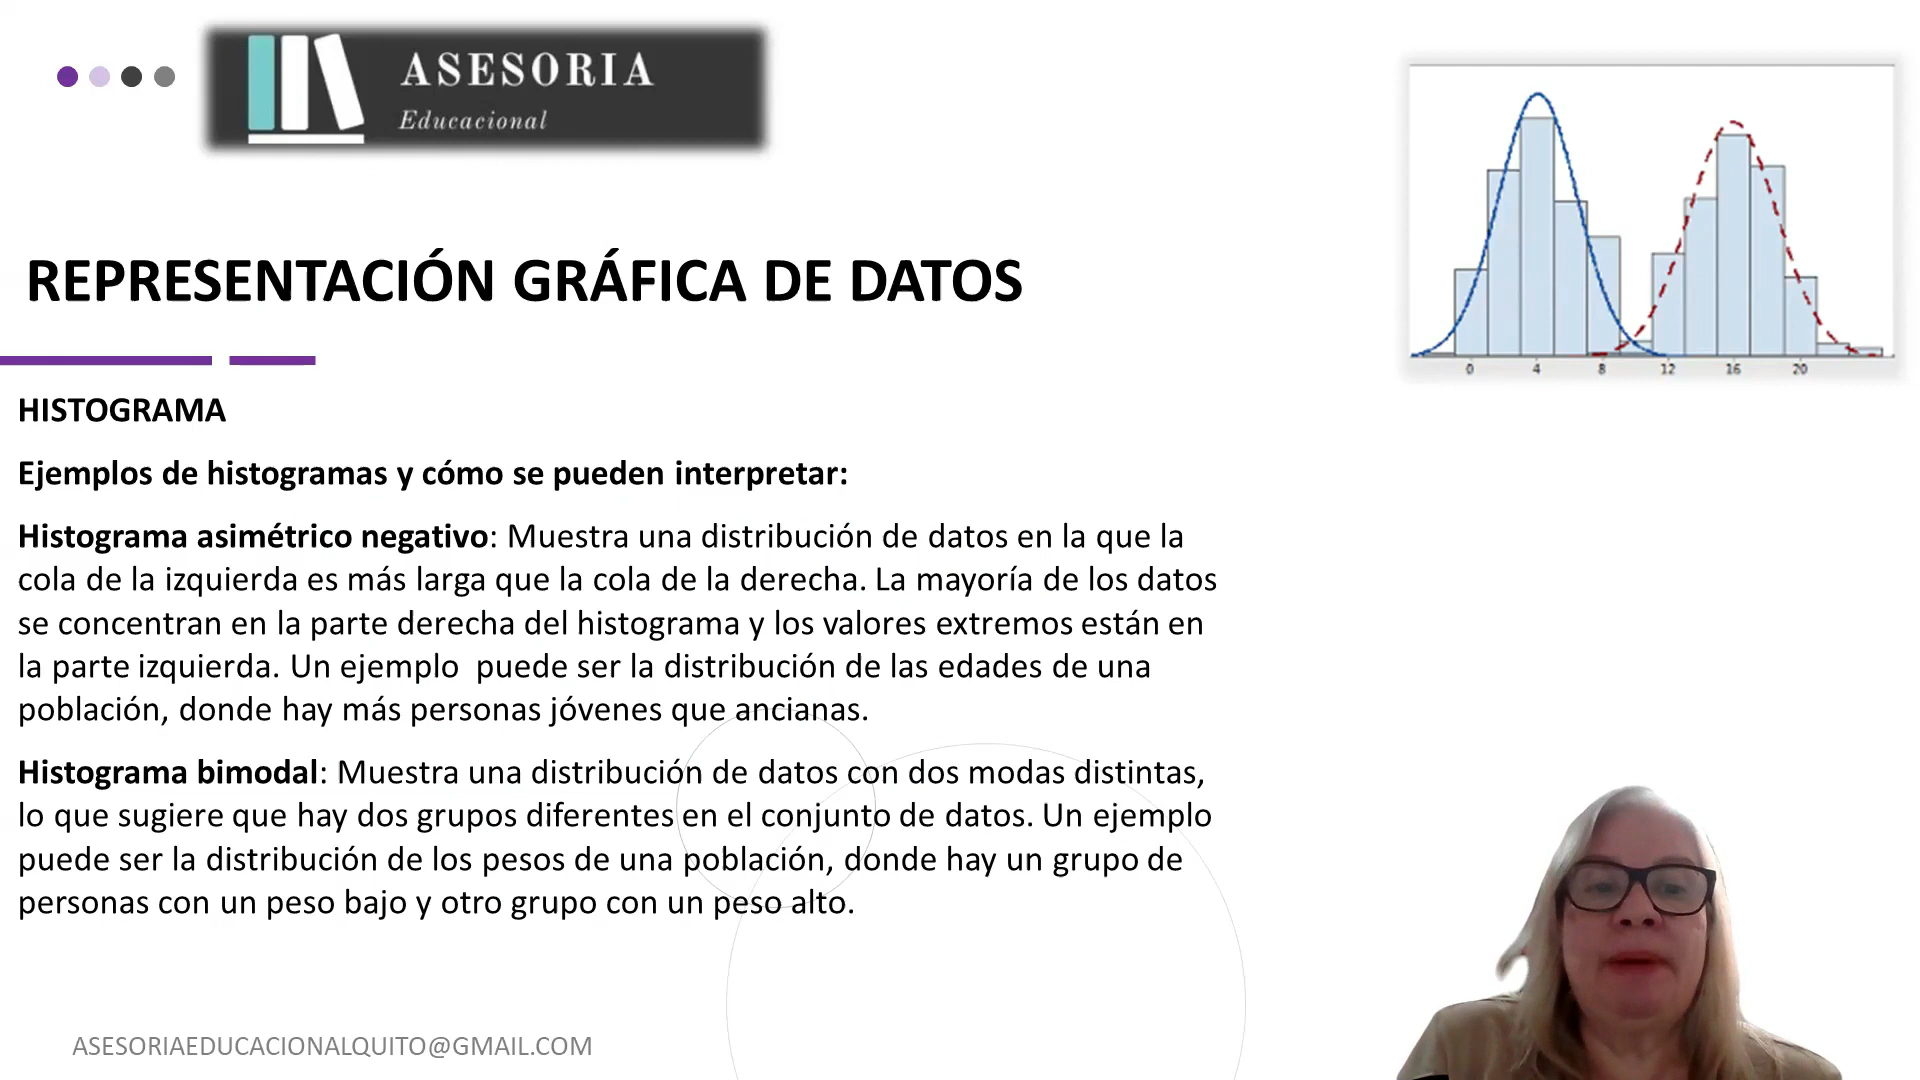 ASESORIA
Educacional
REPRESENTACIÓN GRÁFICA DE DATOS
0 4 8 12 16 20
HISTOGRAMA
Ejemplos de histogramas y cómo se pueden interpretar:
Histograma asimétrico negativo: Muestra una distribución de datos en la que la
cola de la izquierda es más larga que la cola de la derecha. La mayoría de los datos
se concentran en la parte derecha del histograma y los valores extremos están en
la parte izquierda. Un ejemplo puede ser la distribución de las edades de una
población, donde hay más personas jóvenes que ancianas.
Histograma bimodal: Muestra una distribución de datos con dos modas distintas,
lo que sugiere que hay dos grupos diferentes en el conjunto de datos. Un ejemplo
puede ser la distribución de los pesos de una población, donde hay un grupo de
personas con un peso bajo y otro grupo con un peso alto.
ASESORIAEDUCACIONALQUITO@GMAIL.COM